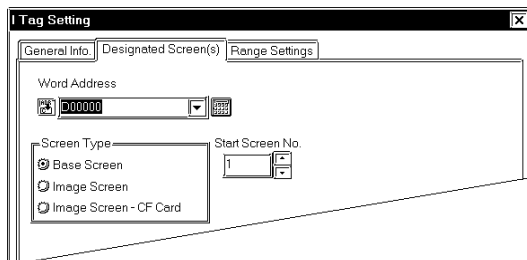 I Tag Setting
General Info. Designated Screen(s) Range Settings
Word Address
D00000
Screen Type Start Screen No.
Base Screen 1
Image Screen
Image Screen - CF Card